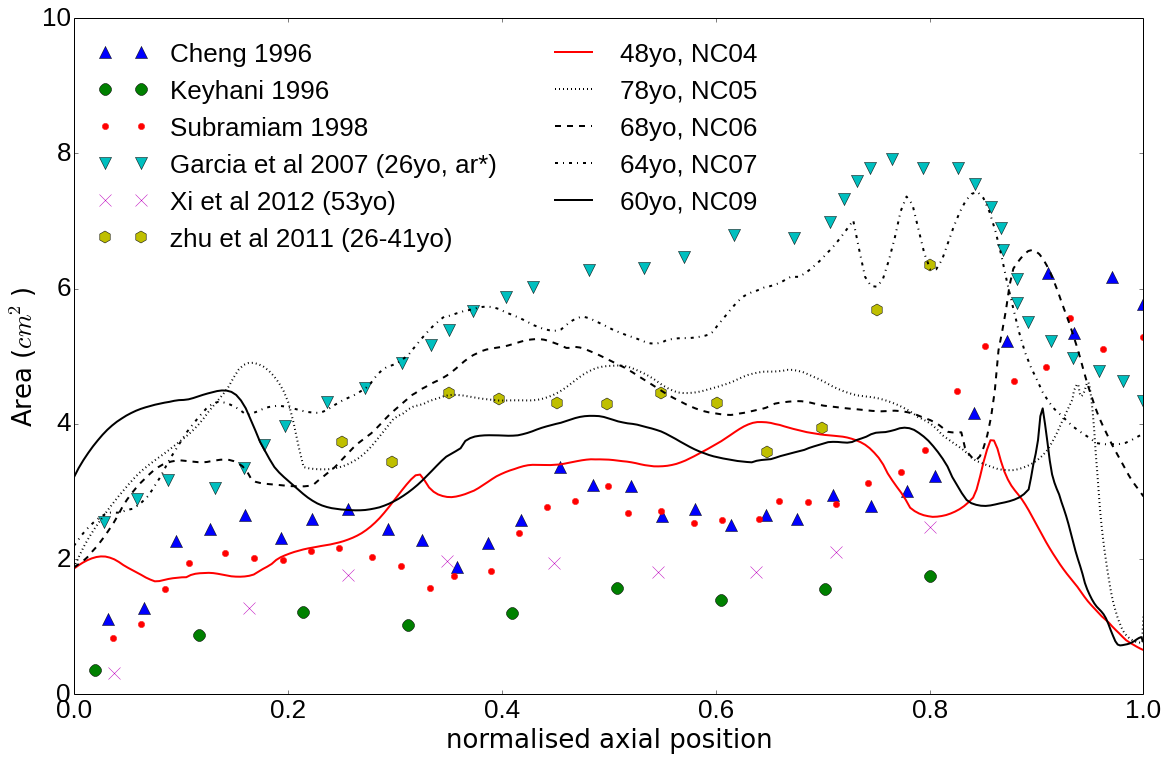 Cheng 1996
Keyhani 1996
Subramiam 1998
Garcia et al 2007 (26yo, ar*)
Xi et al 2012 (53yo)
zhu et al 2011 (26-41yo)
48yo, NC04
78yo, NC05
68yo, NC06
64yo, NC07
60yo, NC09
Area (cm²)
10
8
6
4
2
0
0.0 0.2 0.4 0.6 0.8 1.0
normalised axial position